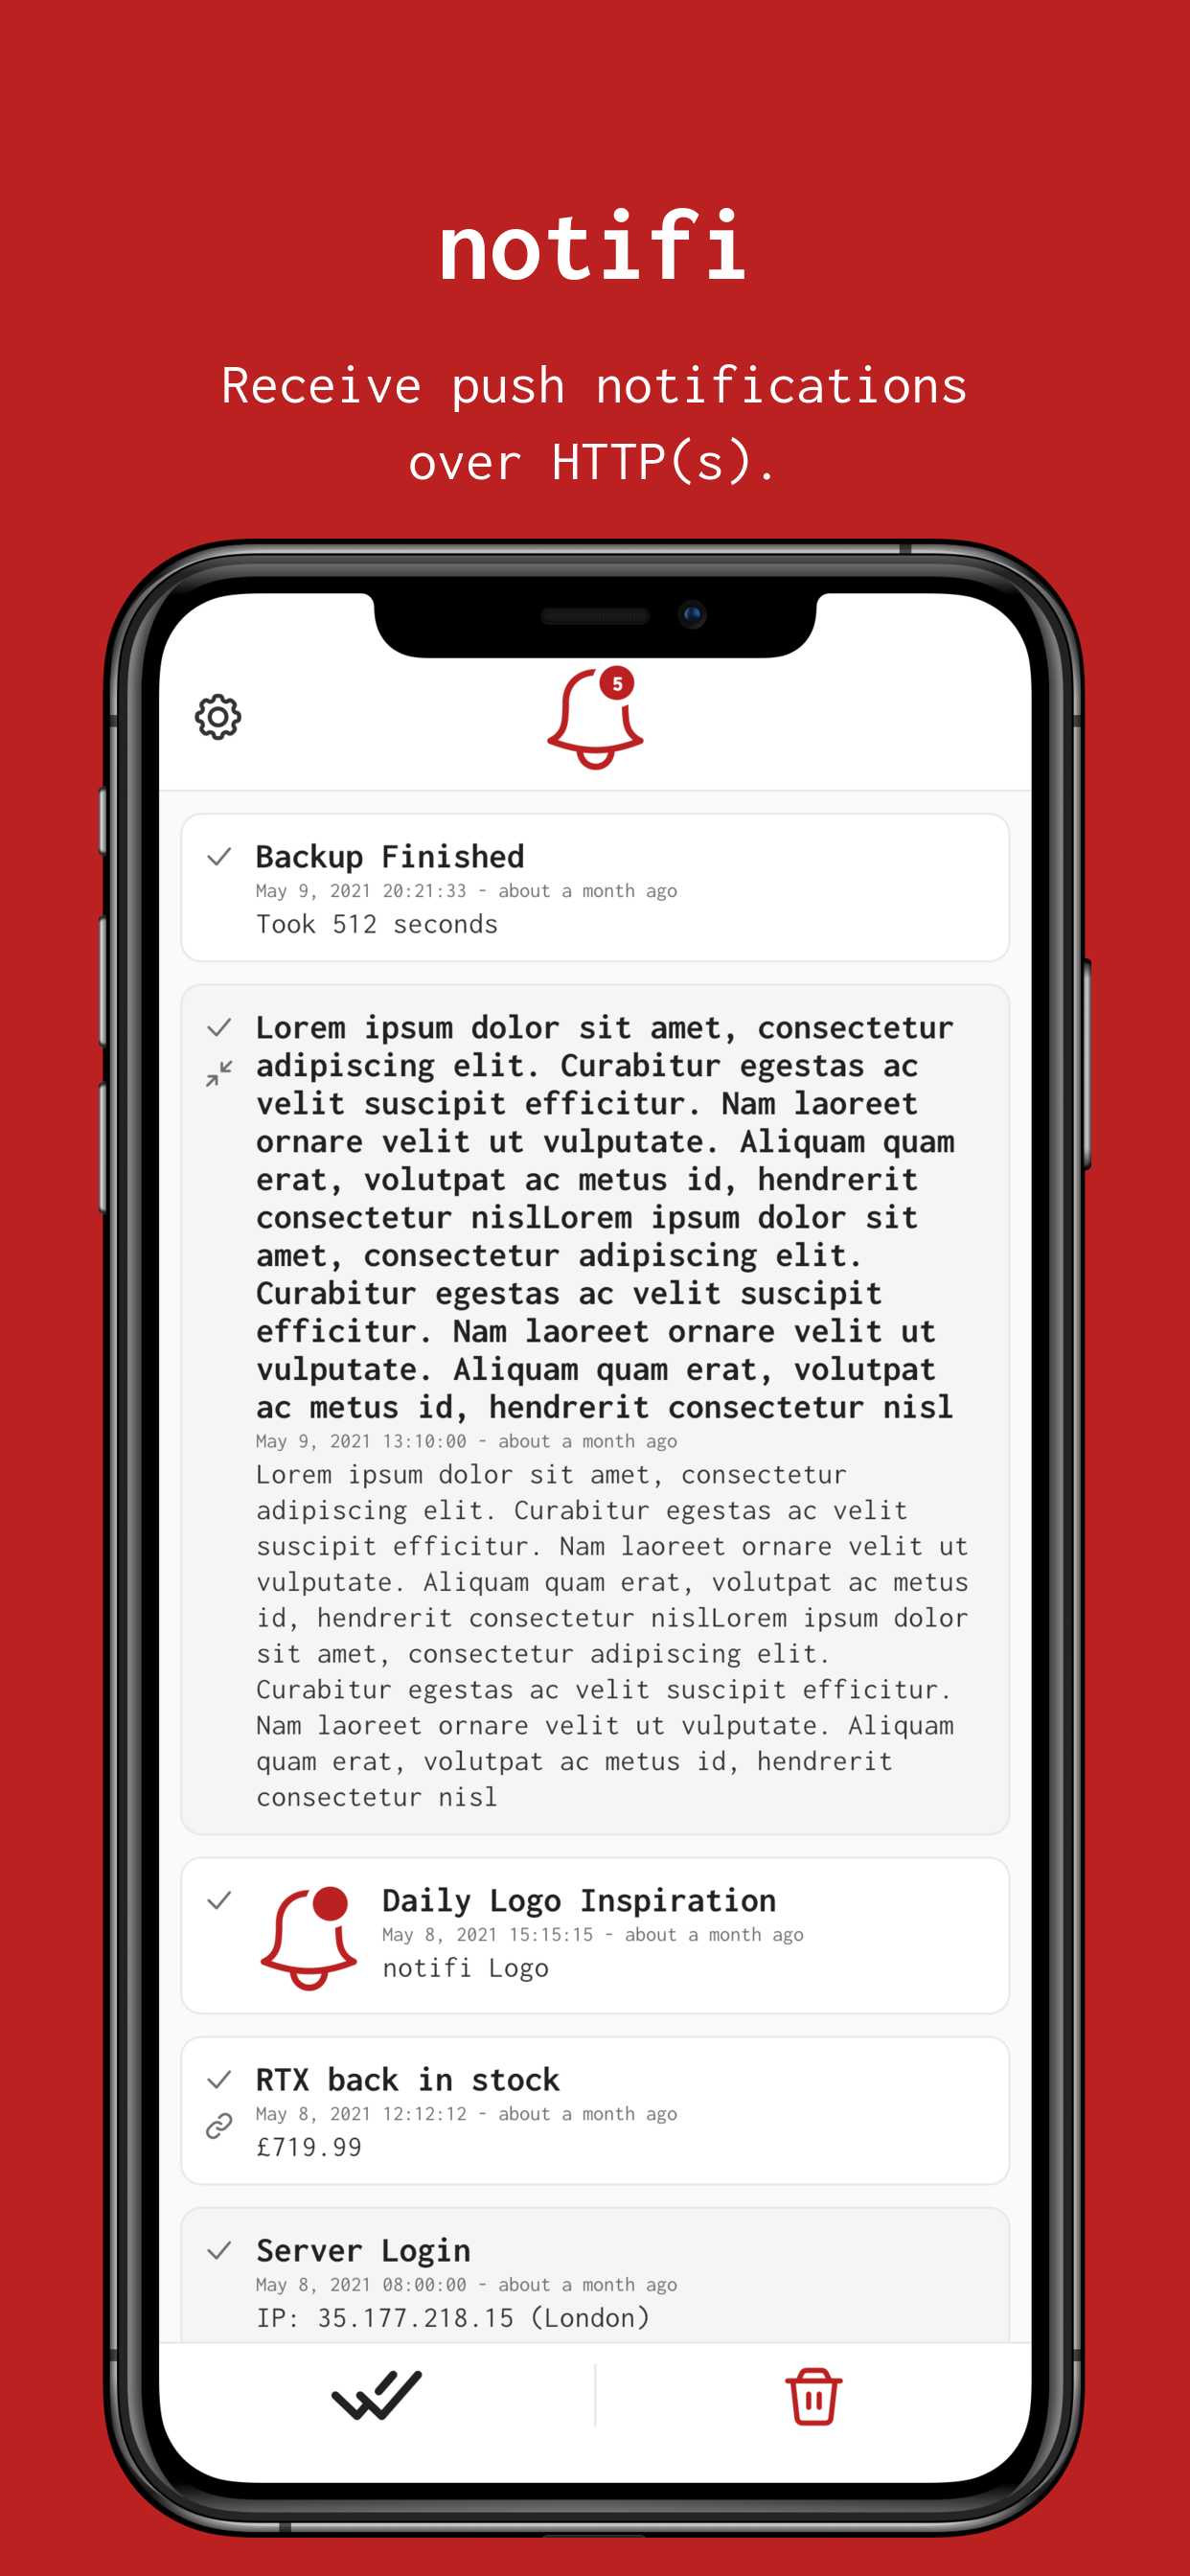 notifi
Receive push notifications
over HTTP(s).
5
Backup Finished
May 9, 2021 20:21:33 - about a month ago
Took 512 seconds
Lorem ipsum dolor sit amet, consectetur
adipiscing elit. Curabitur egestas ac
velit suscipit efficitur. Nam laoreet
ornare velit ut vulputate. Aliquam quam
erat, volutpat ac metus id, hendrerit
consectetur nislLorem ipsum dolor sit
amet, consectetur adipiscing elit.
Curabitur egestas ac velit suscipit
efficitur. Nam laoreet ornare velit ut
vulputate. Aliquam quam erat, volutpat
ac metus id, hendrerit consectetur nisl
May 9, 2021 13:10:00 - about a month ago
Lorem ipsum dolor sit amet, consectetur
adipiscing elit. Curabitur egestas ac velit
suscipit efficitur. Nam laoreet ornare velit ut
vulputate. Aliquam quam erat, volutpat ac metus
id, hendrerit consectetur nislLorem ipsum dolor
sit amet, consectetur adipiscing elit.
Curabitur egestas ac velit suscipit efficitur.
Nam laoreet ornare velit ut vulputate. Aliquam
quam erat, volutpat ac metus id, hendrerit
consectetur nisl
Daily Logo Inspiration
May 8, 2021 15:15:15 - about a month ago
notifi Logo
RTX back in stock
May 8, 2021 12:12:12 - about a month ago
£719.99
Server Login
May 8, 2021 08:00:00 - about a month ago
IP: 35.177.218.15 (London)